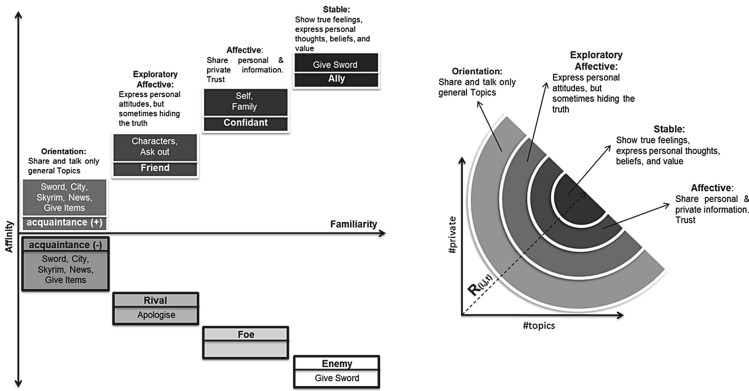 Stable:
Show true feelings,
express personal
thoughts, beliefs, and
value
Give Sword
Ally
Affective:
Share personal &
private information.
Trust
Self,
Family
Confidant
Exploratory
Affective:
Express personal
attitudes, but
sometimes hiding the
truth
Characters,
Ask out
Friend
Orientation:
Share and talk only
general Topics
Sword, City,
Skyrim, News,
Give Items
acquaintance (+)
Familiarity
Affinity
acquaintance (-)
Sword, City,
Skyrim, News,
Give Items
Rival
Apologise
Foe
Enemy
Give Sword
Exploratory
Affective:
Express personal
attitudes, but
sometimes hiding the
truth
Orientation:
Share and talk only
general Topics
Stable:
Show true feelings,
express personal thoughts,
beliefs, and value
Affective:
Share personal &
private information.
Trust
#private
R(i,j,t)
#topics